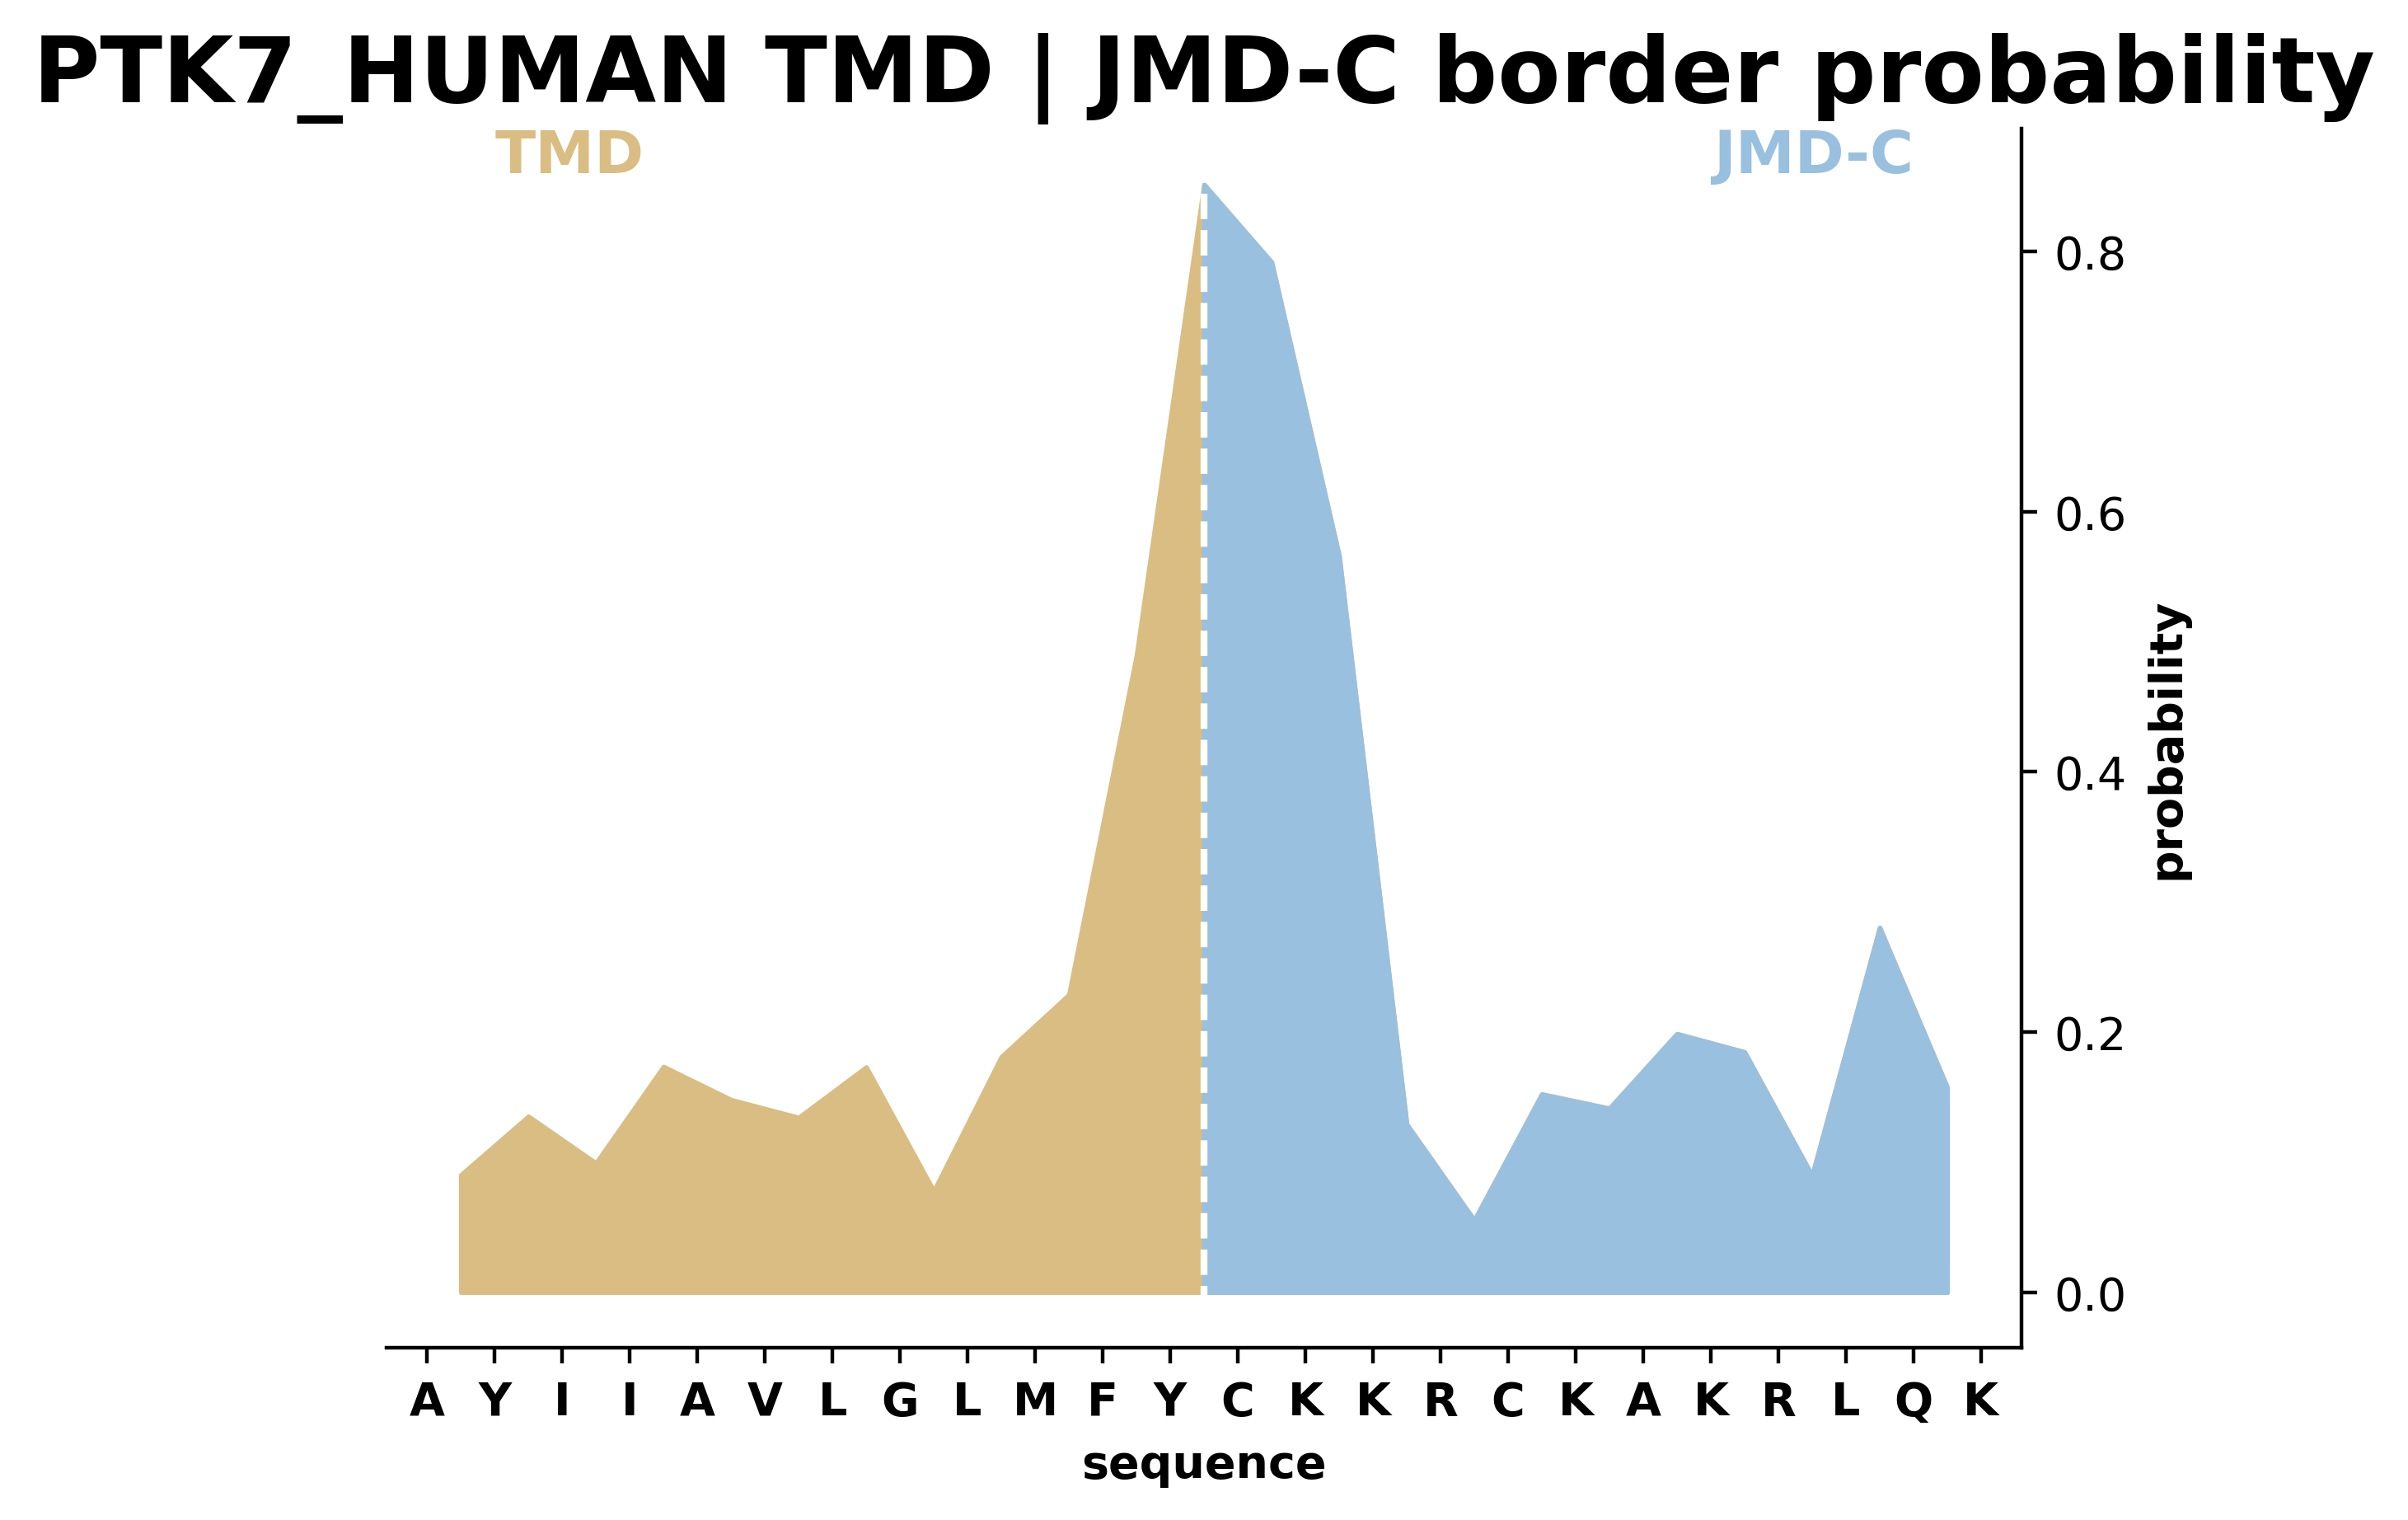 PTK7_HUMAN TMD | JMD-C border probability
TMD JMD-C
0.8
0.6
0.4
0.2
0.0
probability
A Y I I A V L G L M F Y C K K R C K A K R L Q K
sequence